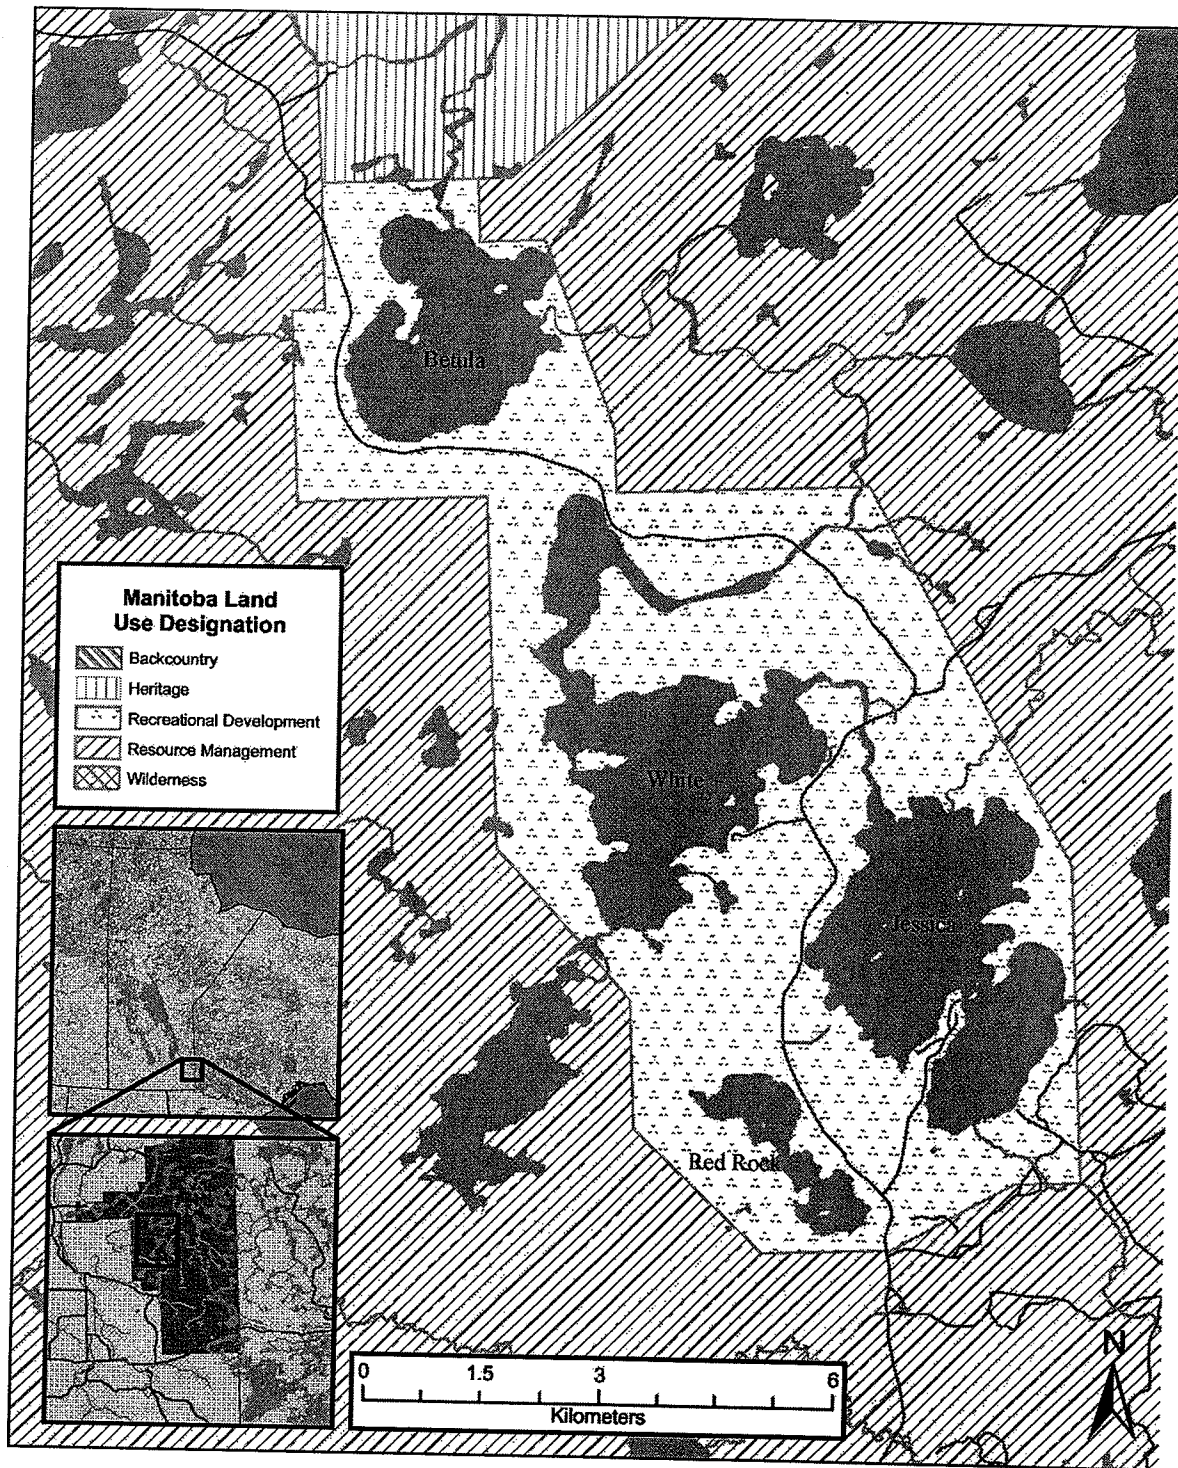 Betula
Manitoba Land
Use Designation
Backcountry
Heritage
Recreational Development
Resource Management
Wilderness
White
Jessica
Red Rock
N
0 1.5 3 6
Kilometers